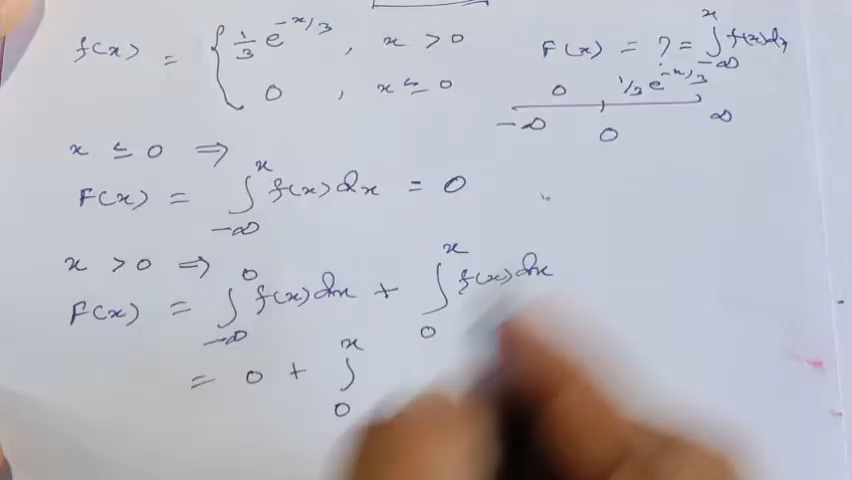 f(x) = { 1/3 e^{-x/3} , x > 0
0 , x ≤ 0
F(x) = ? = ∫_{-∞}^{x} f(x)dx
0 1/3 e^{-x/3}
-∞ 0 ∞
x ≤ 0 ⇒
F(x) = ∫_{-∞}^{x} f(x) dx = 0
x > 0 ⇒
F(x) = ∫_{-∞}^{0} f(x) dx + ∫_{0}^{x} f(x) dx
= 0 + ∫_{0}^{x}